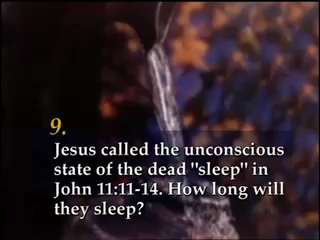 9.
Jesus called the unconscious
state of the dead "sleep" in
John 11:11-14. How long will
they sleep?